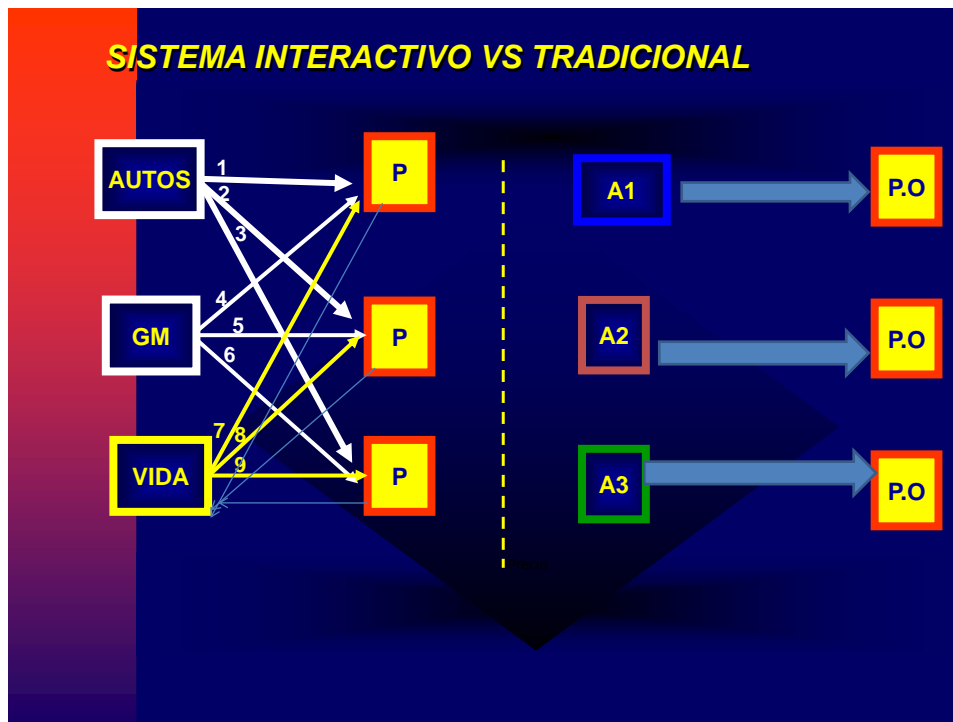 SISTEMA INTERACTIVO VS TRADICIONAL
AUTOS
1
2
3
P
GM
4
5
6
P
VIDA
7
8
9
P
A1
P.O
A2
P.O
A3
P.O